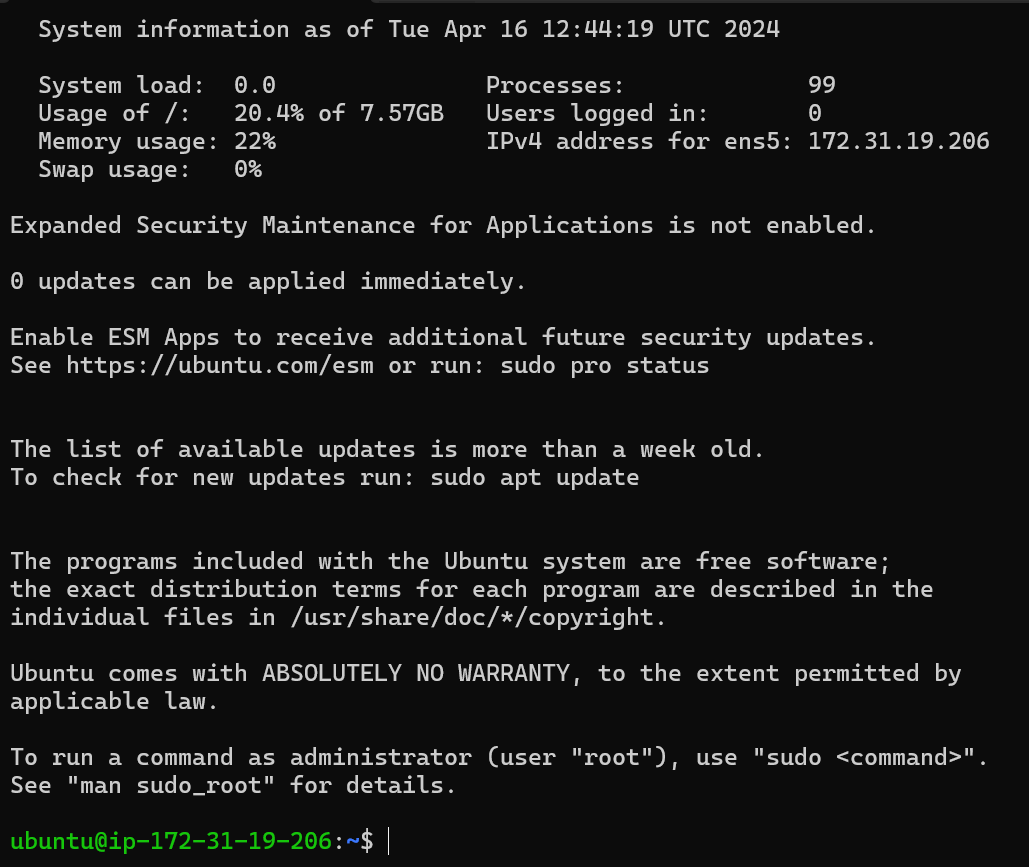 System information as of Tue Apr 16 12:44:19 UTC 2024
System load:  0.0               Processes:             99
Usage of /:   20.4% of 7.57GB   Users logged in:       0
Memory usage: 22%               IPv4 address for ens5: 172.31.19.206
Swap usage:   0%
Expanded Security Maintenance for Applications is not enabled.
0 updates can be applied immediately.
Enable ESM Apps to receive additional future security updates.
See https://ubuntu.com/esm or run: sudo pro status
The list of available updates is more than a week old.
To check for new updates run: sudo apt update
The programs included with the Ubuntu system are free software;
the exact distribution terms for each program are described in the
individual files in /usr/share/doc/*/copyright.
Ubuntu comes with ABSOLUTELY NO WARRANTY, to the extent permitted by
applicable law.
To run a command as administrator (user "root"), use "sudo <command>".
See "man sudo_root" for details.
ubuntu@ip-172-31-19-206:~$